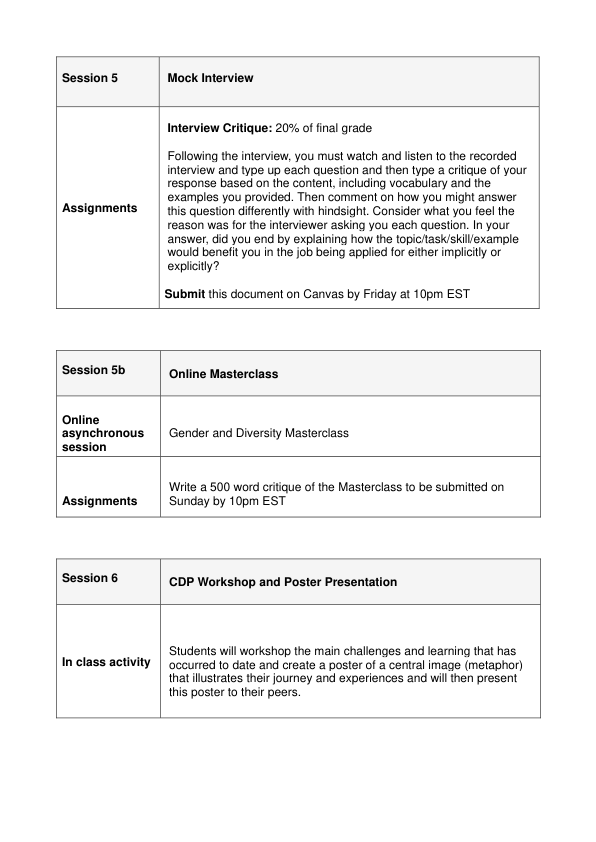 Session 5
Mock Interview
Assignments
Interview Critique: 20% of final grade
Following the interview, you must watch and listen to the recorded
interview and type up each question and then type a critique of your
response based on the content, including vocabulary and the
examples you provided. Then comment on how you might answer
this question differently with hindsight. Consider what you feel the
reason was for the interviewer asking you each question. In your
answer, did you end by explaining how the topic/task/skill/example
would benefit you in the job being applied for either implicitly or
explicitly?
Submit this document on Canvas by Friday at 10pm EST
Session 5b
Online Masterclass
Online
asynchronous
session
Gender and Diversity Masterclass
Assignments
Write a 500 word critique of the Masterclass to be submitted on
Sunday by 10pm EST
Session 6
CDP Workshop and Poster Presentation
In class activity
Students will workshop the main challenges and learning that has
occurred to date and create a poster of a central image (metaphor)
that illustrates their journey and experiences and will then present
this poster to their peers.